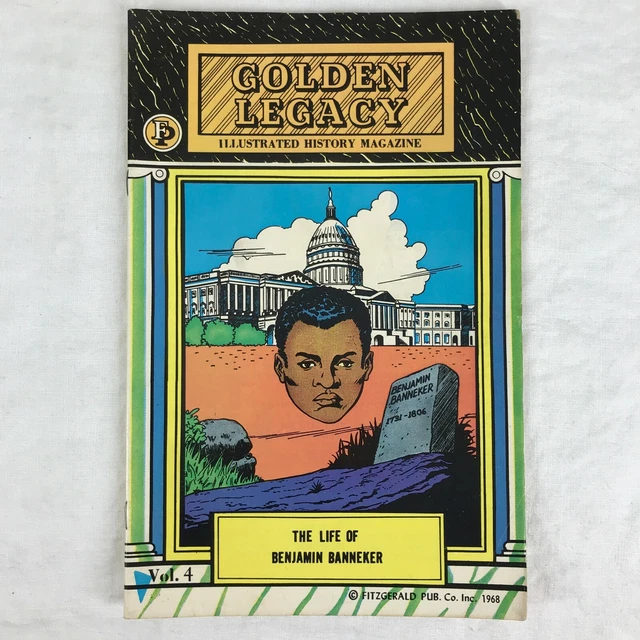 GOLDEN
LEGACY
ILLUSTRATED HISTORY MAGAZINE
FP
BENJAMIN
BANNEKER
1731-1806
THE LIFE OF
BENJAMIN BANNEKER
Vol. 4
© FITZGERALD PUB. Co. Inc. 1968